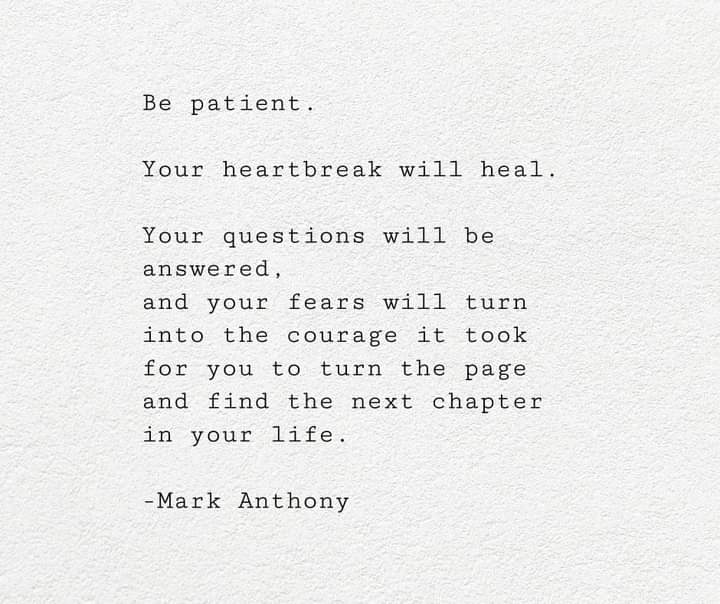 Be patient.
Your heartbreak will heal.
Your questions will be
answered,
and your fears will turn
into the courage it took
for you to turn the page
and find the next chapter
in your life.
-Mark Anthony